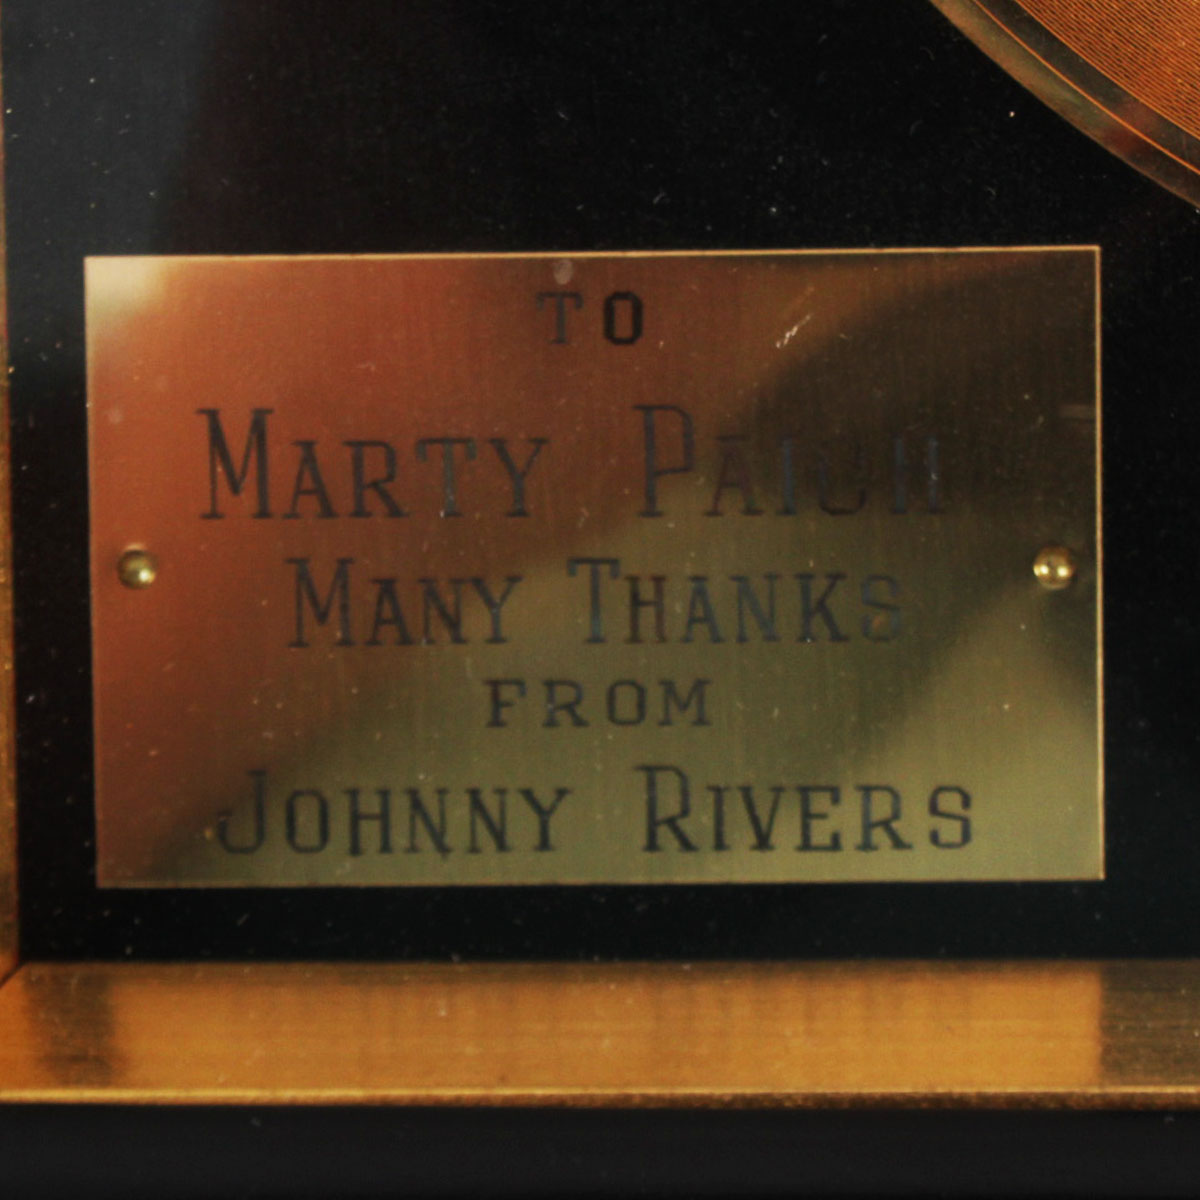 TO
MARTY PAICH
MANY THANKS
FROM
JOHNNY RIVERS